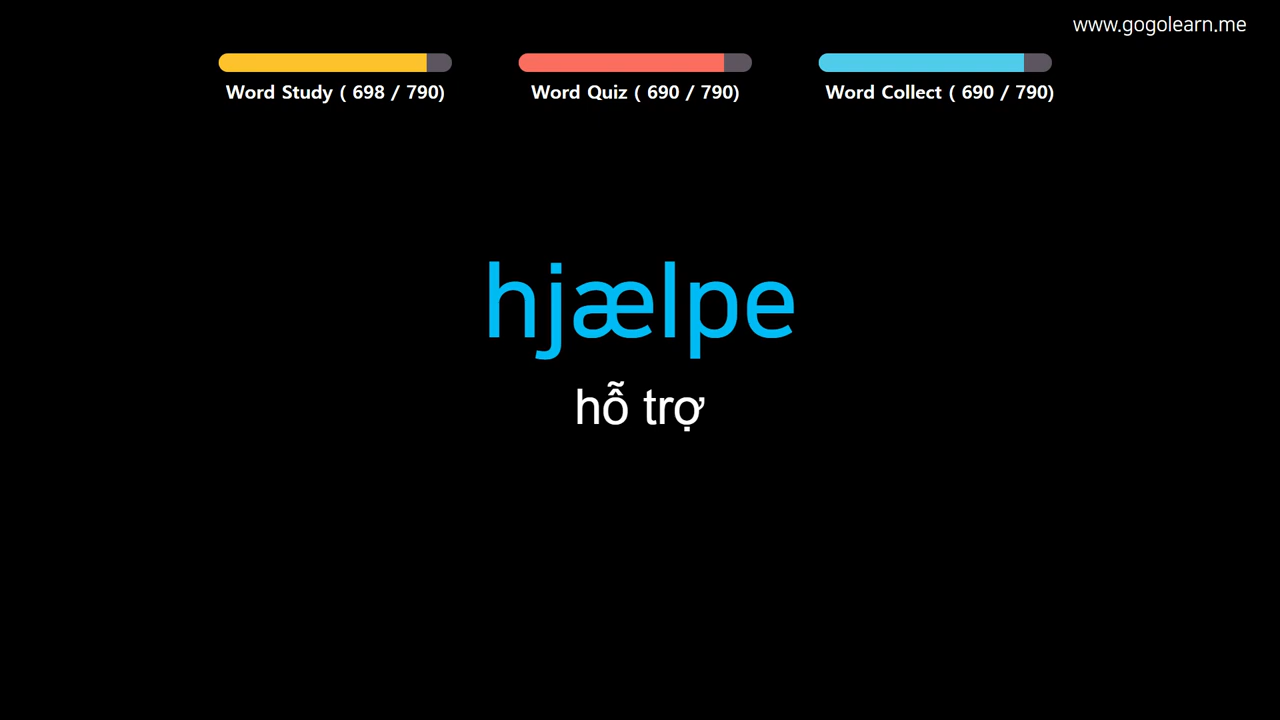 www.gogolearn.me
Word Study ( 698 / 790)
Word Quiz ( 690 / 790)
Word Collect ( 690 / 790)
hjælpe
hỗ trợ